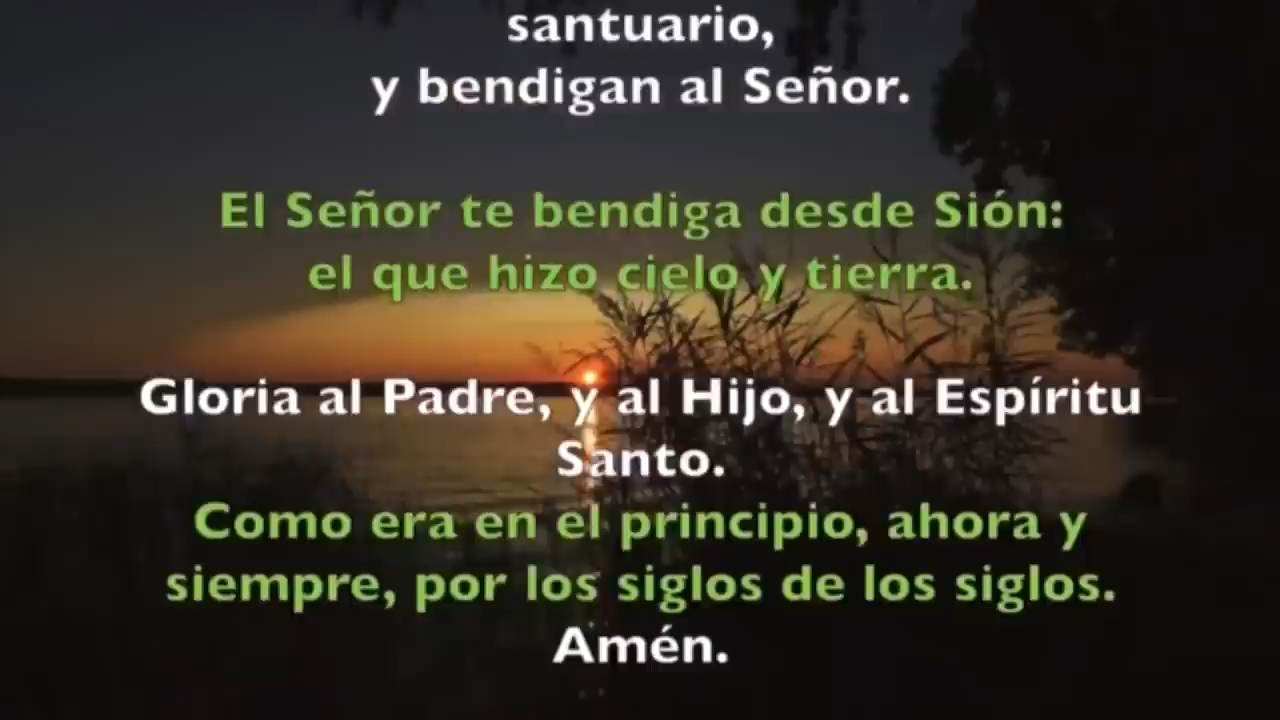 santuario,
y bendigan al Señor.
El Señor te bendiga desde Sión:
el que hizo cielo y tierra.
Gloria al Padre, y al Hijo, y al Espíritu
Santo.
Como era en el principio, ahora y
siempre, por los siglos de los siglos.
Amén.